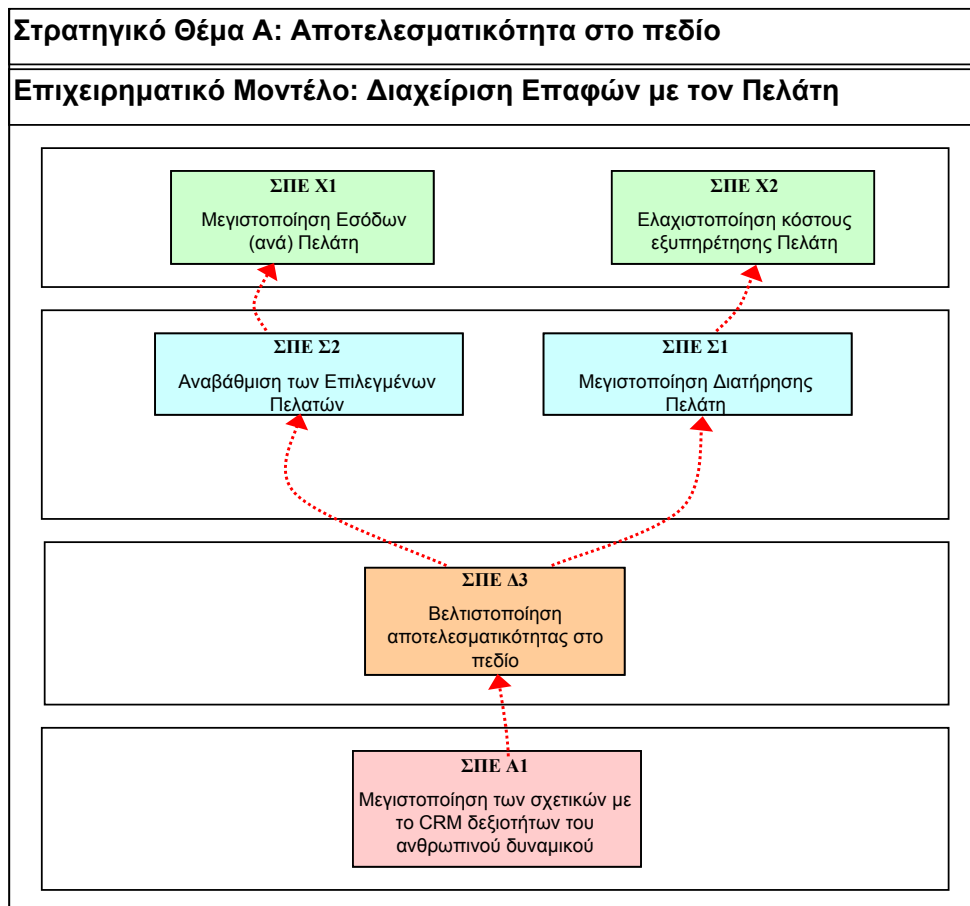 Στρατηγικό Θέμα Α: Αποτελεσματικότητα στο πεδίο
Επιχειρηματικό Μοντέλο: Διαχείριση Επαφών με τον Πελάτη
ΣΠΕ Χ1
Μεγιστοποίηση Εσόδων
(ανά) Πελάτη
ΣΠΕ Χ2
Ελαχιστοποίηση κόστους
εξυπηρέτησης Πελάτη
ΣΠΕ Σ2
Αναβάθμιση των Επιλεγμένων
Πελατών
ΣΠΕ Σ1
Μεγιστοποίηση Διατήρησης
Πελάτη
ΣΠΕ Δ3
Βελτιστοποίηση
αποτελεσματικότητας στο
πεδίο
ΣΠΕ Α1
Μεγιστοποίηση των σχετικών με
το CRM δεξιοτήτων του
ανθρωπινού δυναμικού